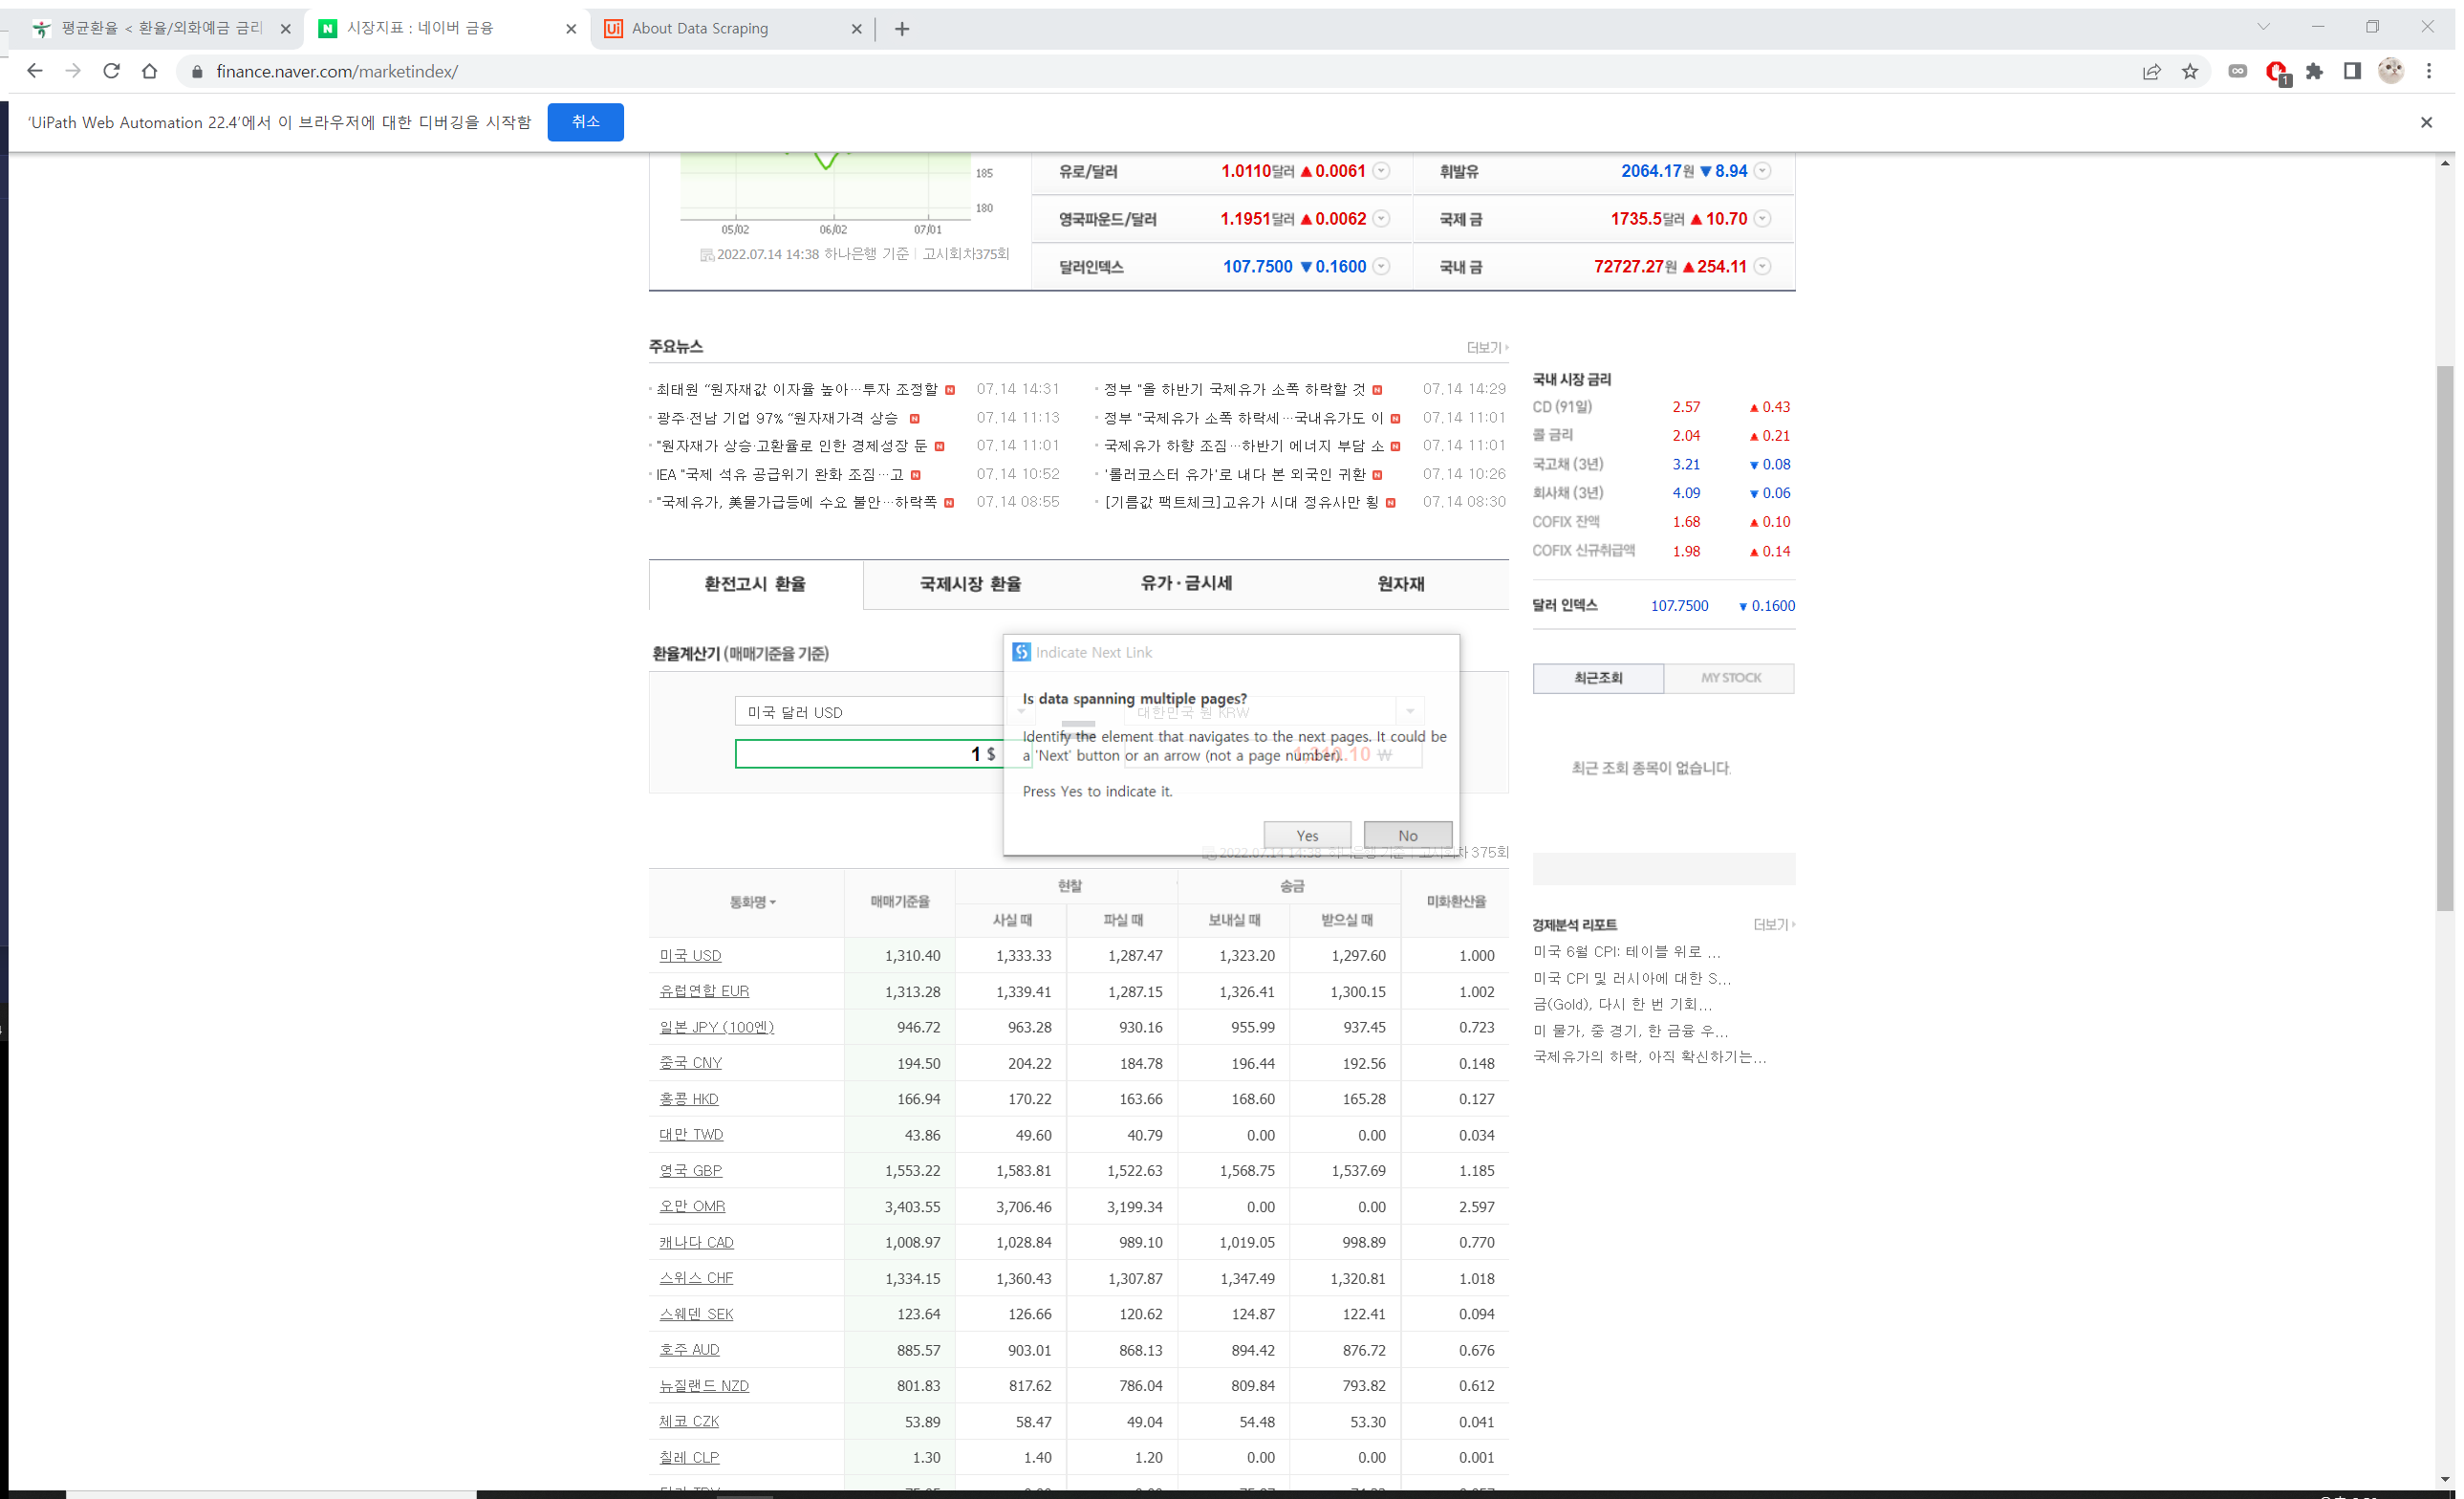 평균환율 < 환율/외화예금 금리
시장지표 : 네이버 금융
About Data Scraping
finance.naver.com/marketindex/
1
'UiPath Web Automation 22.4'에서 이 브라우저에 대한 디버깅을 시작함
취소
185
180
05/02 06/02 07/01
2022.07.14 14:38 하나은행 기준 | 고시회차375회
유로/달러 1.0110달러 ▲0.0061
휘발유 2064.17원 ▼8.94
영국파운드/달러 1.1951달러 ▲0.0062
국제 금 1735.5달러 ▲10.70
달러인덱스 107.7500 ▼0.1600
국내 금 72727.27원 ▲254.11
주요뉴스 더보기
최태원 "원자재값 이자율 높아…투자 조정할 07.14 14:31
정부 "올 하반기 국제유가 소폭 하락할 것 07.14 14:29
광주·전남 기업 97% "원자재가격 상승 07.14 11:13
정부 "국제유가 소폭 하락세…국내유가도 이 07.14 11:01
"원자재가 상승·고환율로 인한 경제성장 둔 07.14 11:01
국제유가 하향 조짐…하반기 에너지 부담 소 07.14 11:01
IEA "국제 석유 공급위기 완화 조짐…고 07.14 10:52
'롤러코스터 유가'로 내다 본 외국인 귀환 07.14 10:26
"국제유가, 美물가급등에 수요 불안…하락폭 07.14 08:55
[기름값 팩트체크]고유가 시대 정유사만 횡 07.14 08:30
국내 시장 금리
CD (91일) 2.57 ▲0.43
콜 금리 2.04 ▲0.21
국고채 (3년) 3.21 ▼0.08
회사채 (3년) 4.09 ▼0.06
COFIX 잔액 1.68 ▲0.10
COFIX 신규취급액 1.98 ▲0.14
달러 인덱스 107.7500 ▼0.1600
환전고시 환율 국제시장 환율 유가·금시세 원자재
환율계산기 (매매기준율 기준)
미국 달러 USD
대한민국 원 KRW
1 $
1,310.10 ₩
Indicate Next Link
Is data spanning multiple pages?
Identify the element that navigates to the next pages. It could be
a 'Next' button or an arrow (not a page number).
Press Yes to indicate it.
Yes No
2022.07.14 14:38 하나은행 기준 | 고시회차 375회
최근조회 MY STOCK
최근 조회 종목이 없습니다.
경제분석 리포트 더보기
미국 6월 CPI: 테이블 위로 ...
미국 CPI 및 러시아에 대한 S...
금(Gold), 다시 한 번 기회...
미 물가, 중 경기, 한 금융 우...
국제유가의 하락, 아직 확신하기는...
통화명 매매기준율 현찰 송금 미화환산율
사실 때 파실 때 보내실 때 받으실 때
미국 USD 1,310.40 1,333.33 1,287.47 1,323.20 1,297.60 1.000
유럽연합 EUR 1,313.28 1,339.41 1,287.15 1,326.41 1,300.15 1.002
일본 JPY (100엔) 946.72 963.28 930.16 955.99 937.45 0.723
중국 CNY 194.50 204.22 184.78 196.44 192.56 0.148
홍콩 HKD 166.94 170.22 163.66 168.60 165.28 0.127
대만 TWD 43.86 49.60 40.79 0.00 0.00 0.034
영국 GBP 1,553.22 1,583.81 1,522.63 1,568.75 1,537.69 1.185
오만 OMR 3,403.55 3,706.46 3,199.34 0.00 0.00 2.597
캐나다 CAD 1,008.97 1,028.84 989.10 1,019.05 998.89 0.770
스위스 CHF 1,334.15 1,360.43 1,307.87 1,347.49 1,320.81 1.018
스웨덴 SEK 123.64 126.66 120.62 124.87 122.41 0.094
호주 AUD 885.57 903.01 868.13 894.42 876.72 0.676
뉴질랜드 NZD 801.83 817.62 786.04 809.84 793.82 0.612
체코 CZK 53.89 58.47 49.04 54.48 53.30 0.041
칠레 CLP 1.30 1.40 1.20 0.00 0.00 0.001